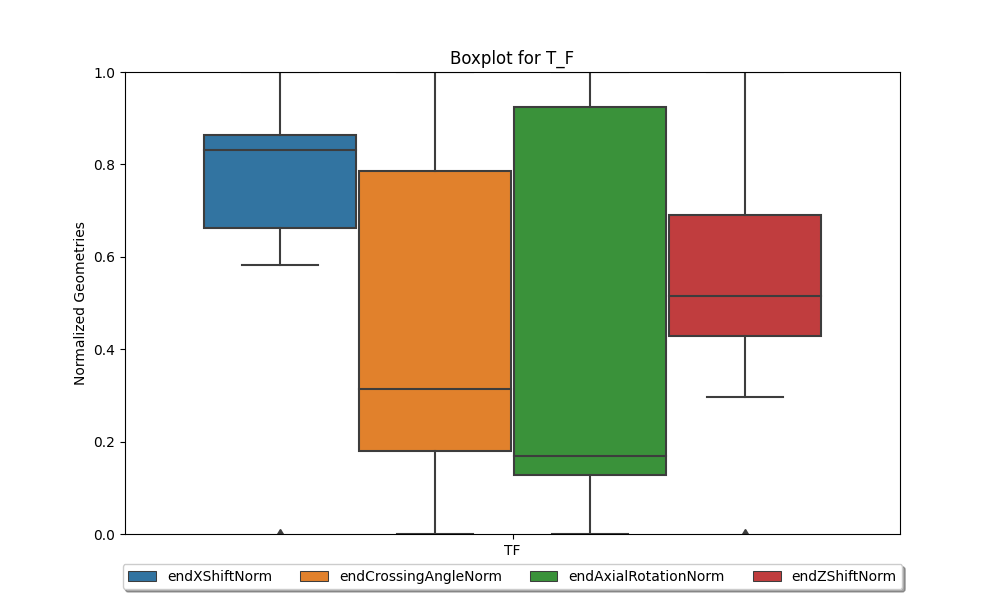 Boxplot for T_F
1.0
0.8
0.6
0.4
0.2
0.0
Normalized Geometries
TF
endXShiftNorm endCrossingAngleNorm endAxialRotationNorm endZShiftNorm